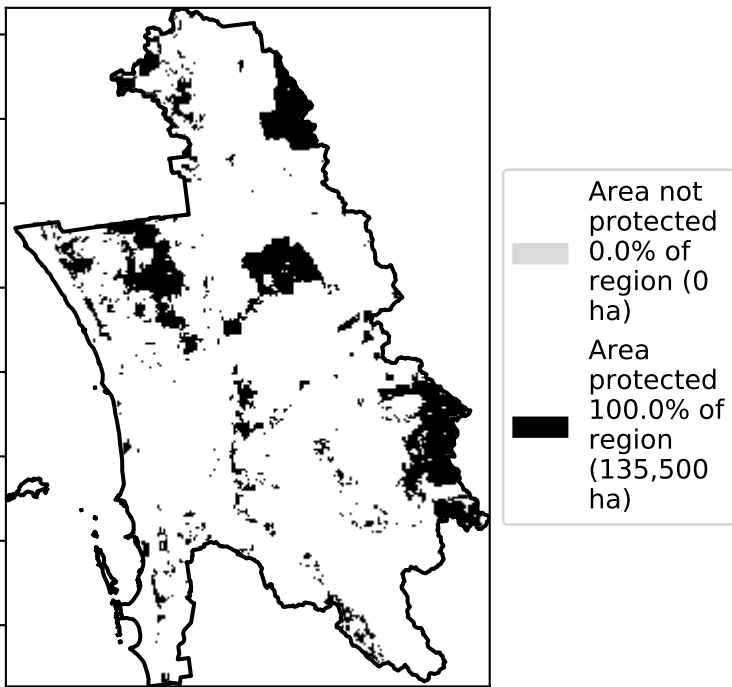 Area not
protected
0.0% of
region (0
ha)
Area
protected
100.0% of
region
(135,500
ha)